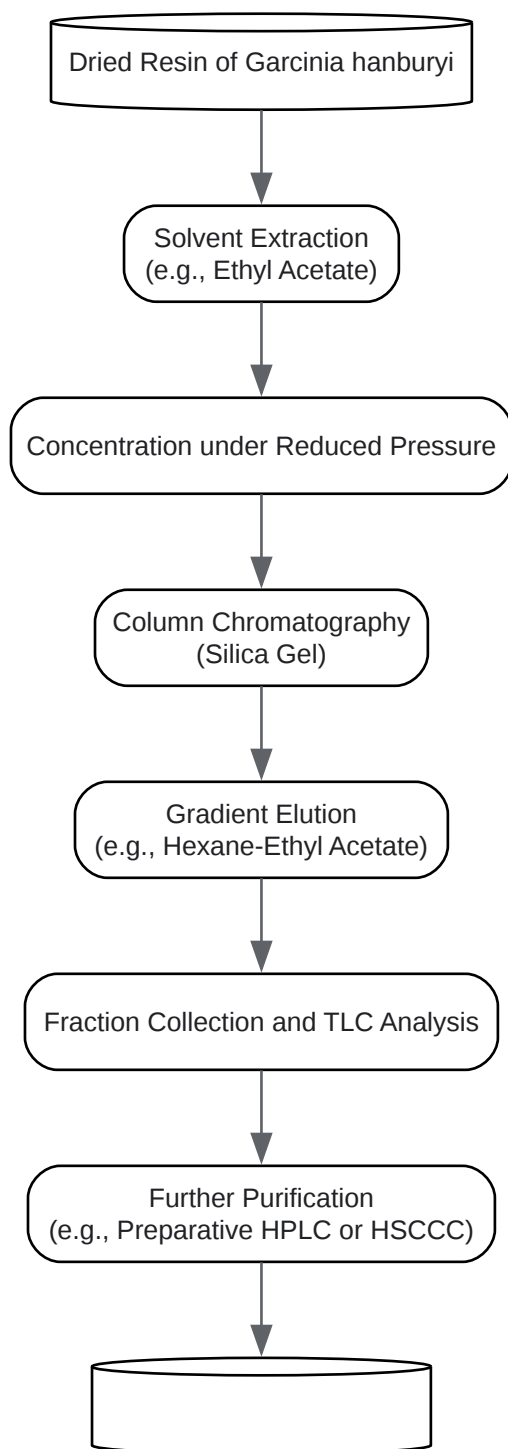 Dried Resin of Garcinia hanburyi
Solvent Extraction
(e.g., Ethyl Acetate)
Concentration under Reduced Pressure
Column Chromatography
(Silica Gel)
Gradient Elution
(e.g., Hexane-Ethyl Acetate)
Fraction Collection and TLC Analysis
Further Purification
(e.g., Preparative HPLC or HSCCC)